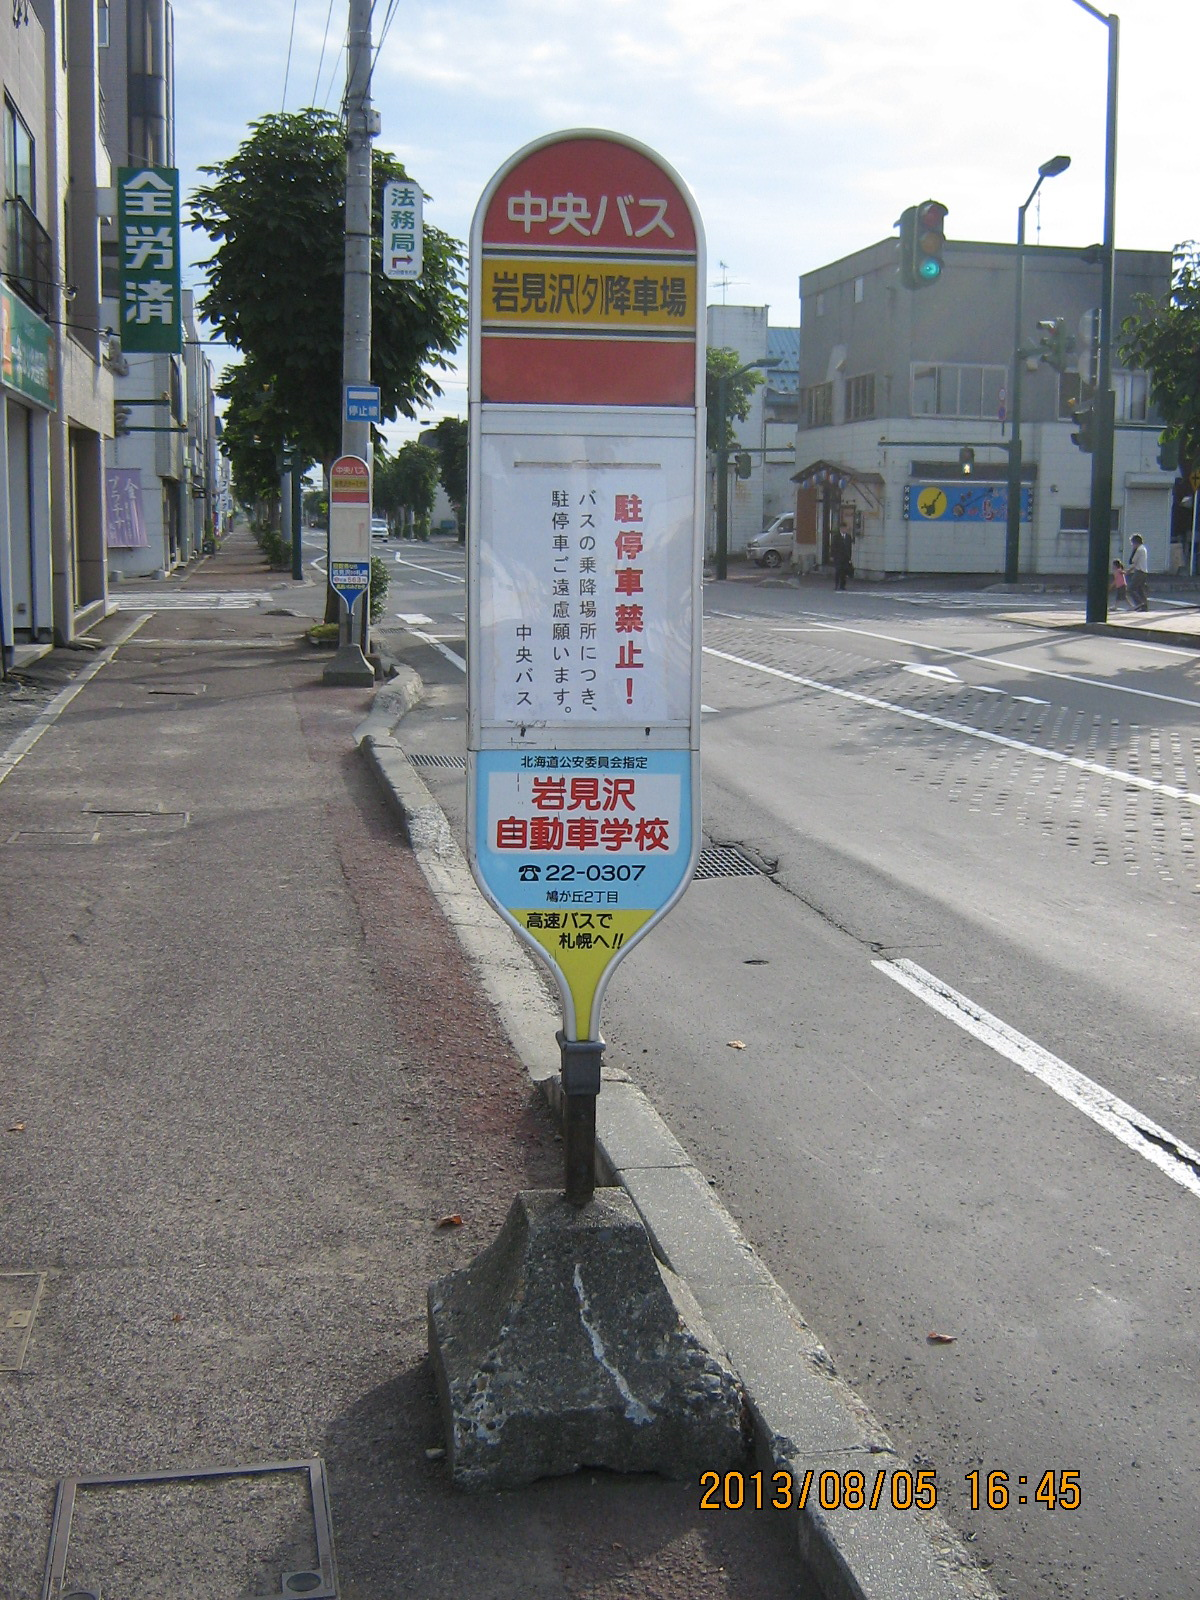 中央バス
岩見沢(タ)降車場
駐停車禁止！
バスの乗降場所につき、
駐停車ご遠慮願います。
中央バス
北海道公安委員会指定
岩見沢
自動車学校
☎22-0307
鳩が丘2丁目
高速バスで
札幌へ!!
全労済
法務局
停止線
中央バス
2013/08/05 16:45